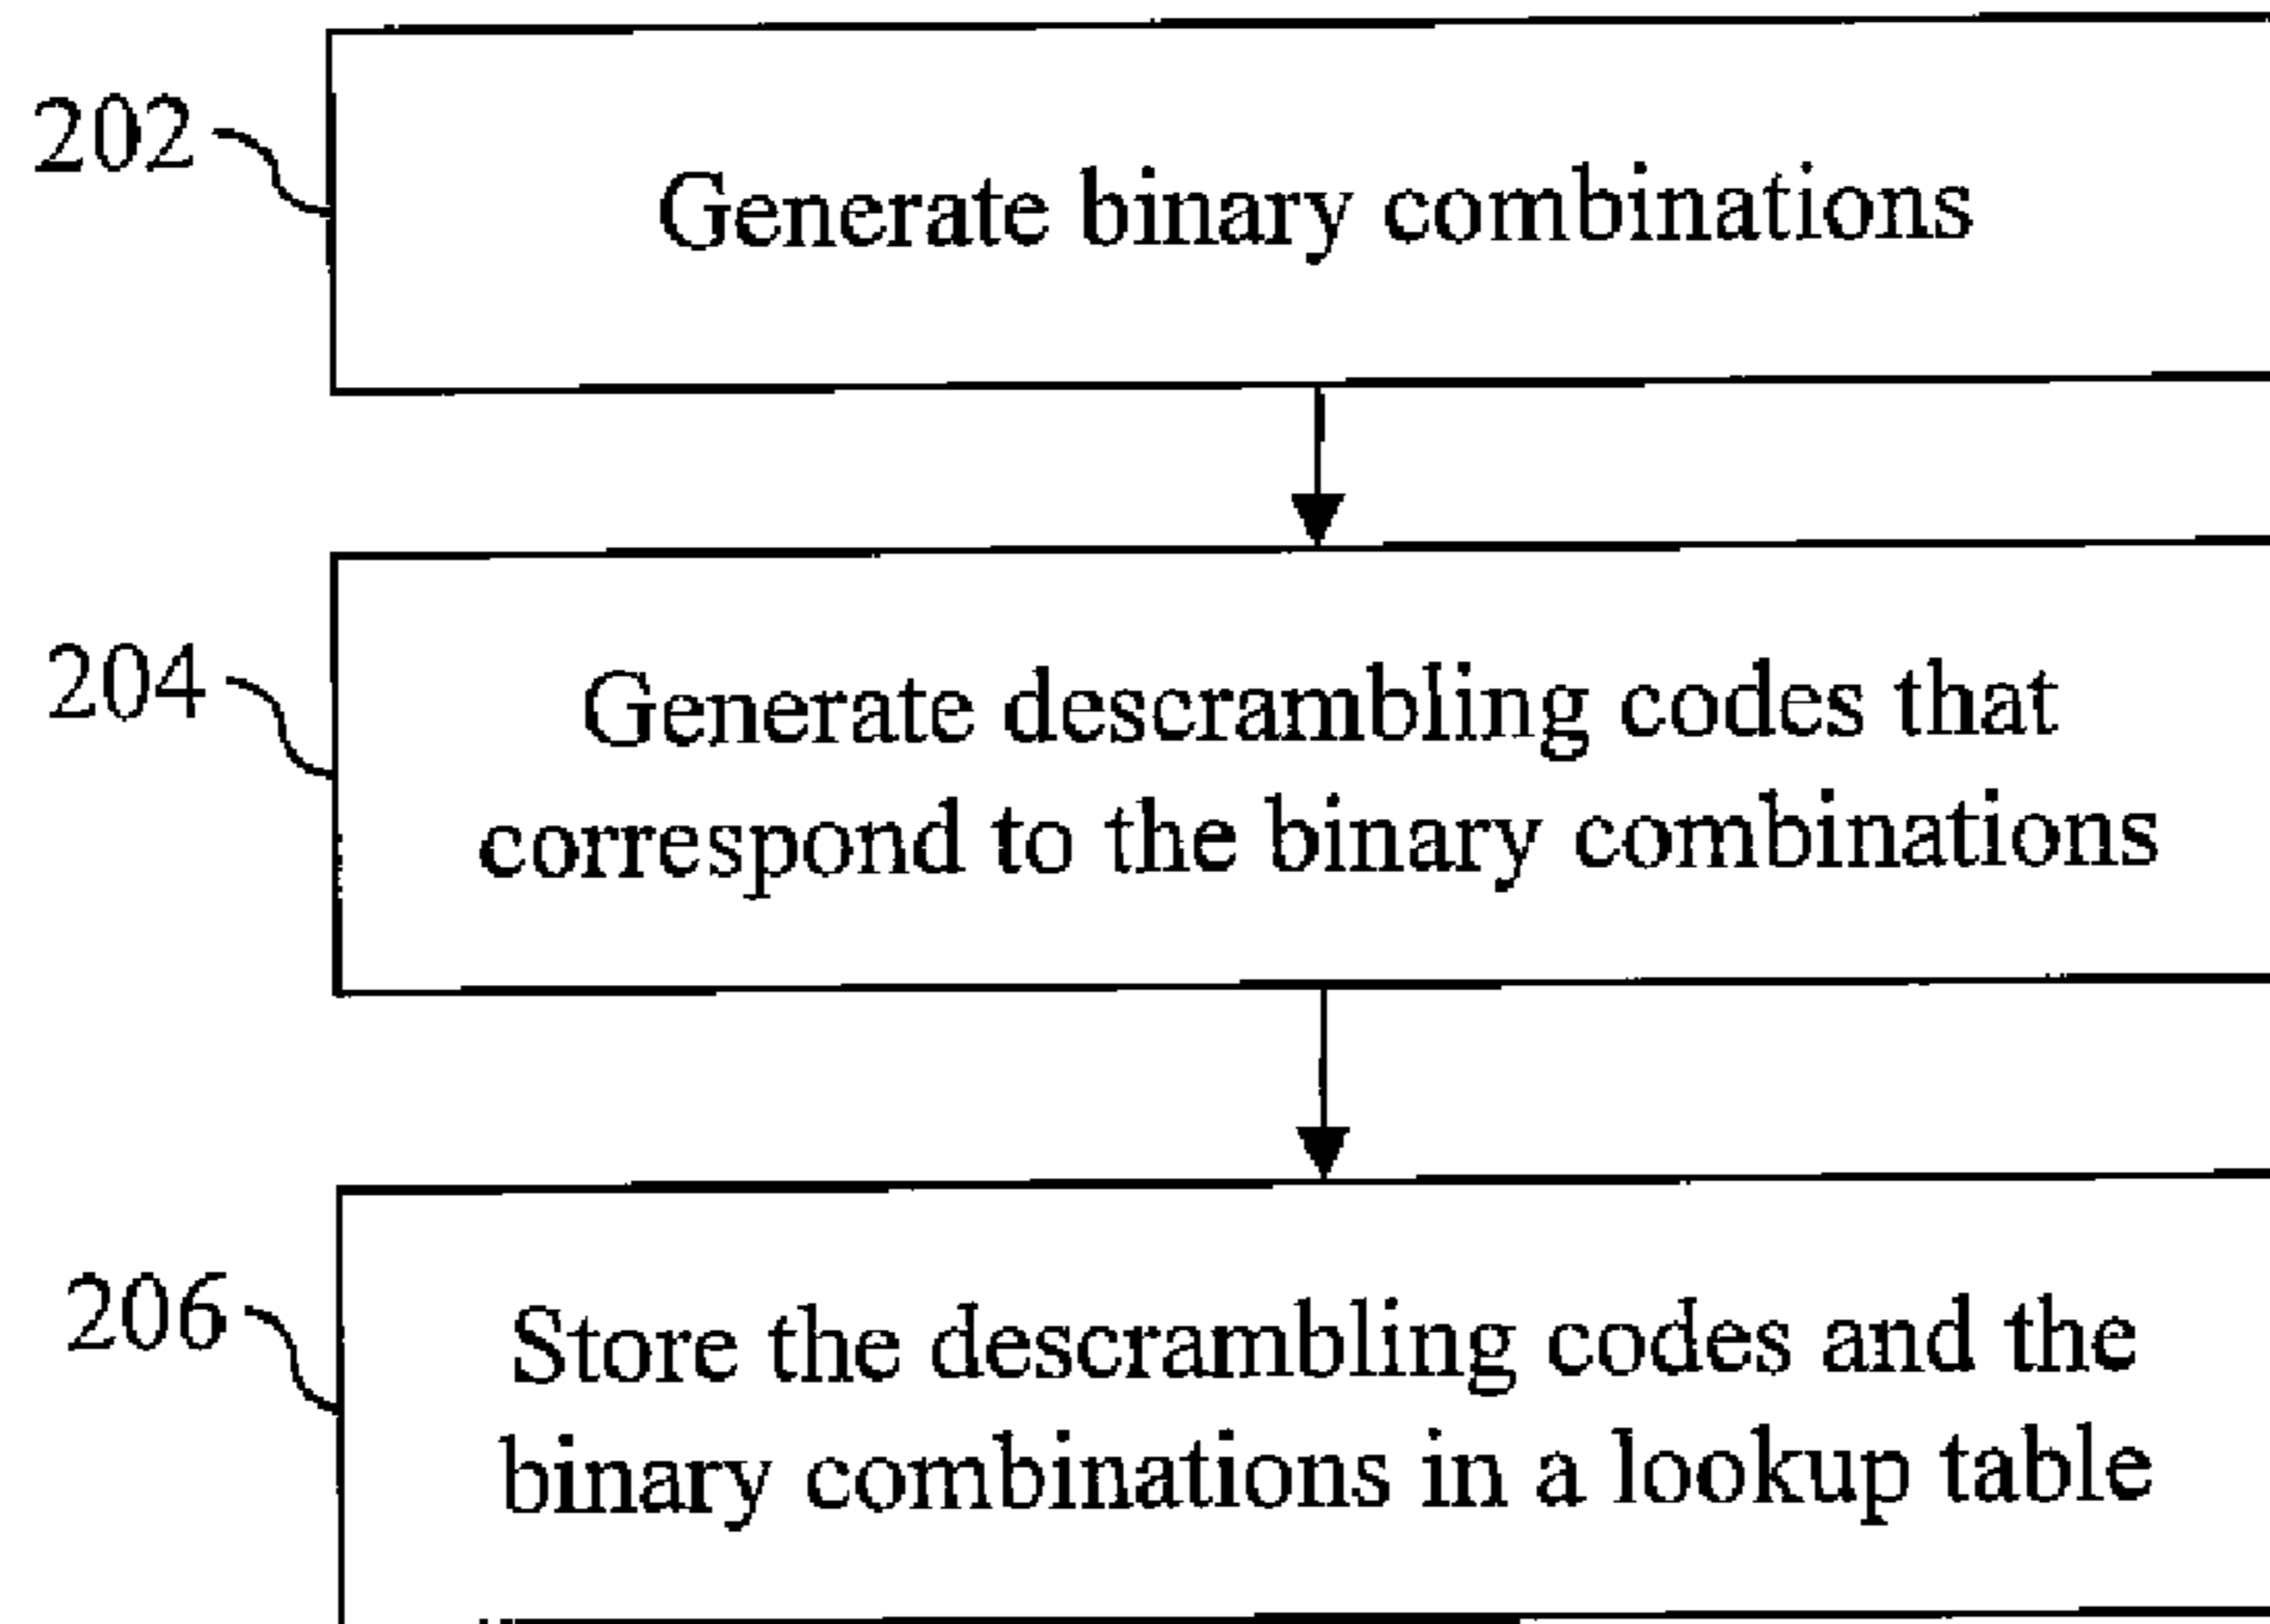 202
Generate binary combinations
204
Generate descrambling codes that
correspond to the binary combinations
206
Store the descrambling codes and the
binary combinations in a lookup table